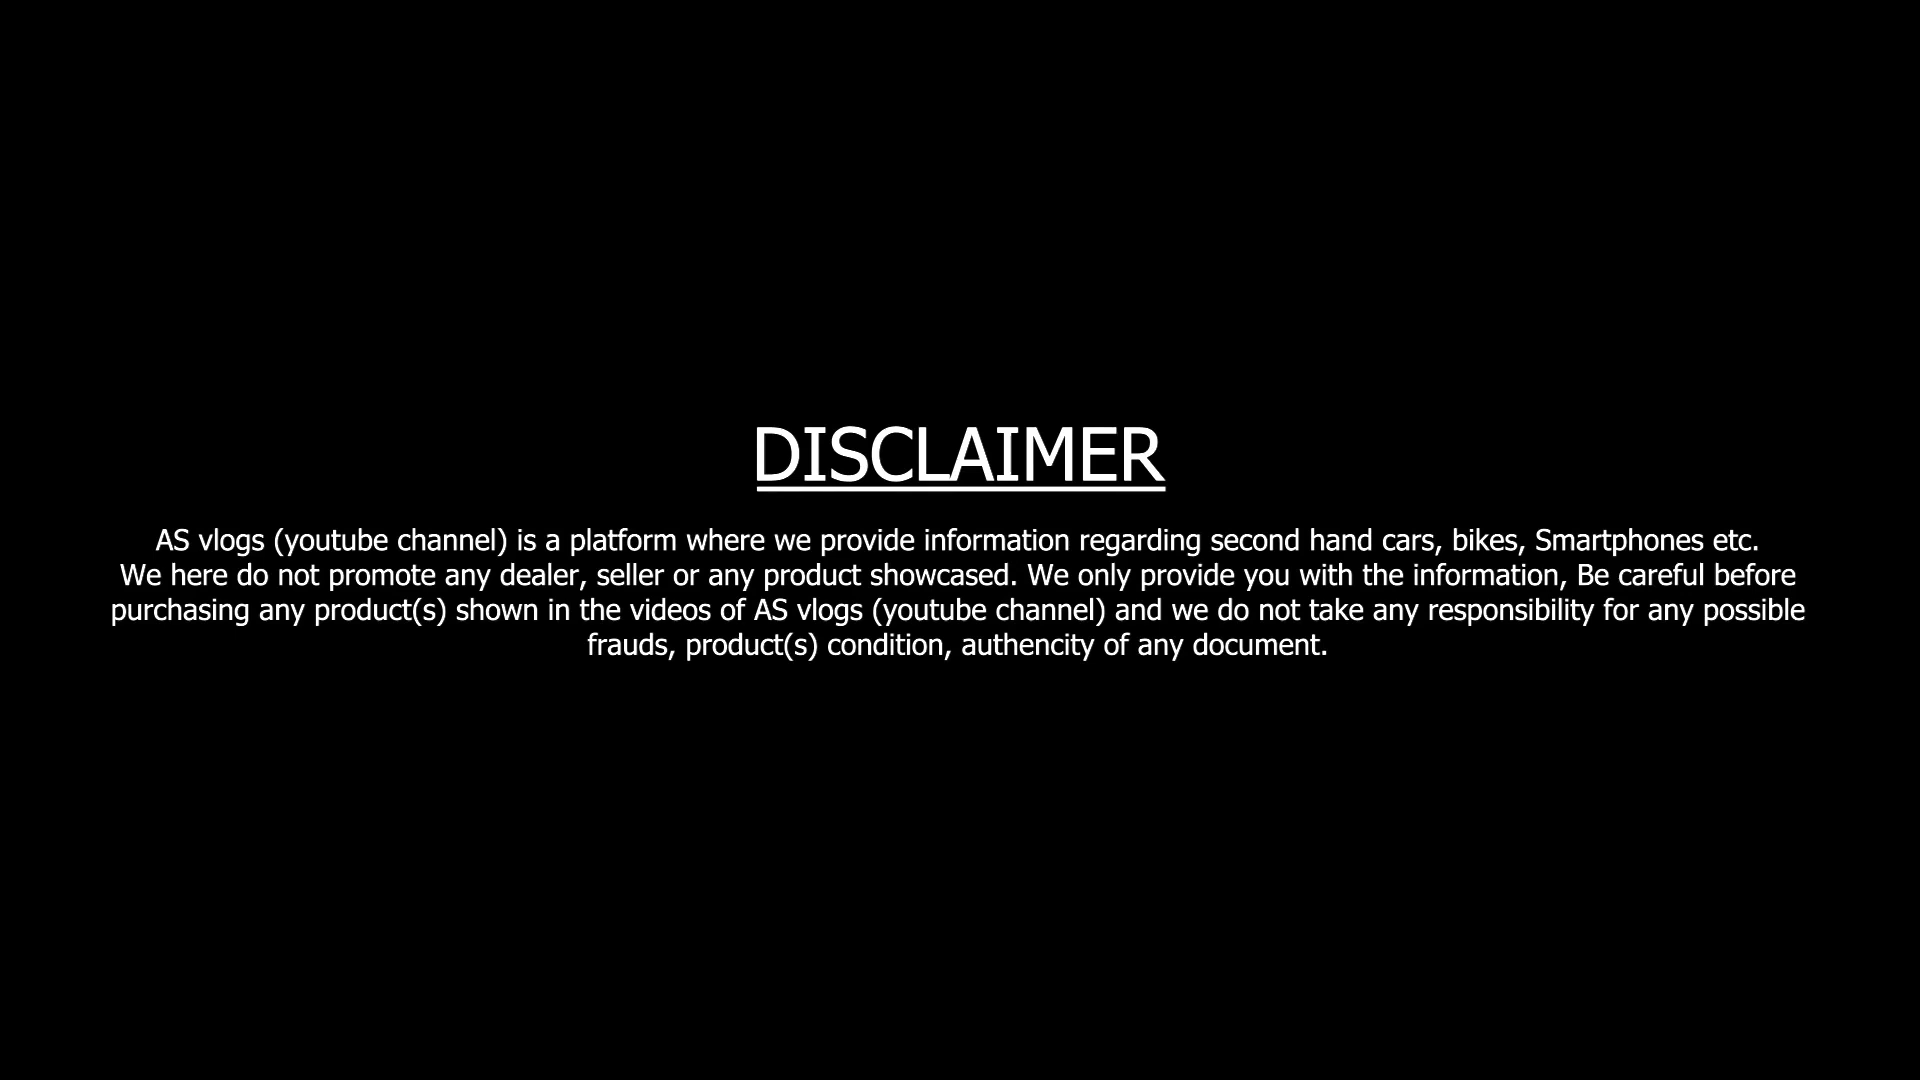 DISCLAIMER
AS vlogs (youtube channel) is a platform where we provide information regarding second hand cars, bikes, Smartphones etc.
We here do not promote any dealer, seller or any product showcased. We only provide you with the information, Be careful before
purchasing any product(s) shown in the videos of AS vlogs (youtube channel) and we do not take any responsibility for any possible
frauds, product(s) condition, authencity of any document.